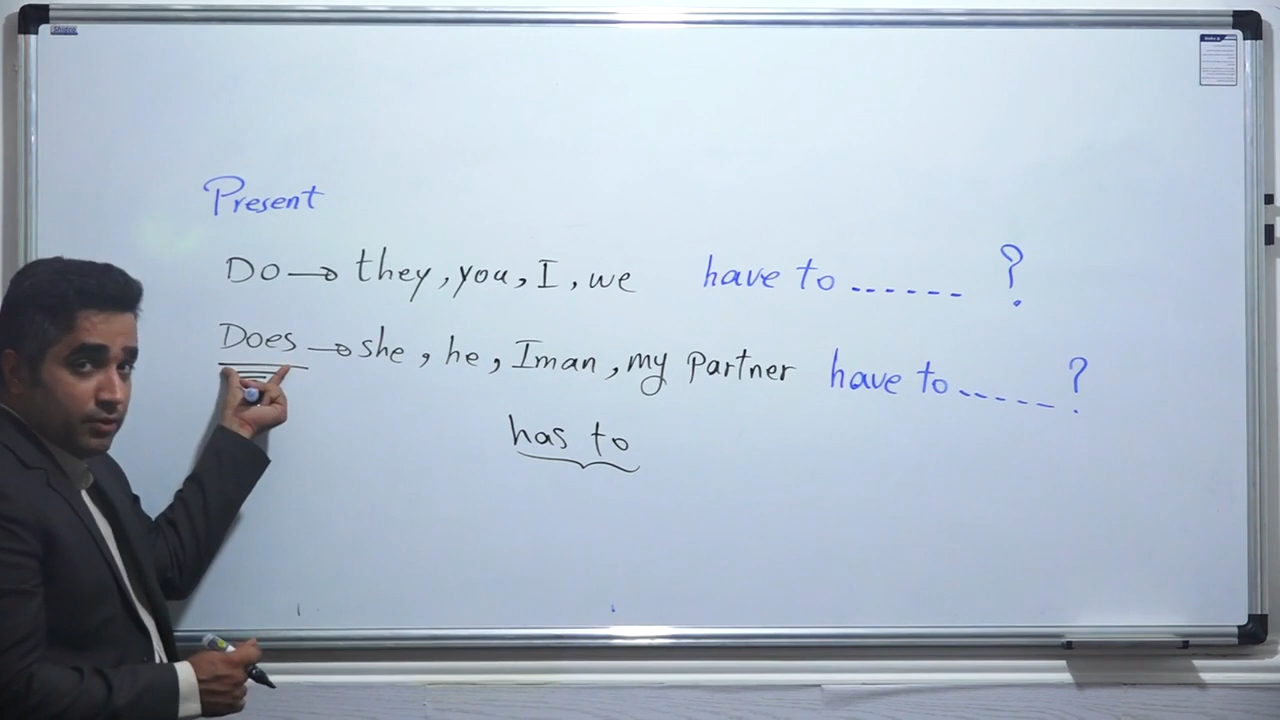 Present
Do → they, you, I, we have to ...... ?
Does → she, he, Iman, my partner have to ...... ?
has to